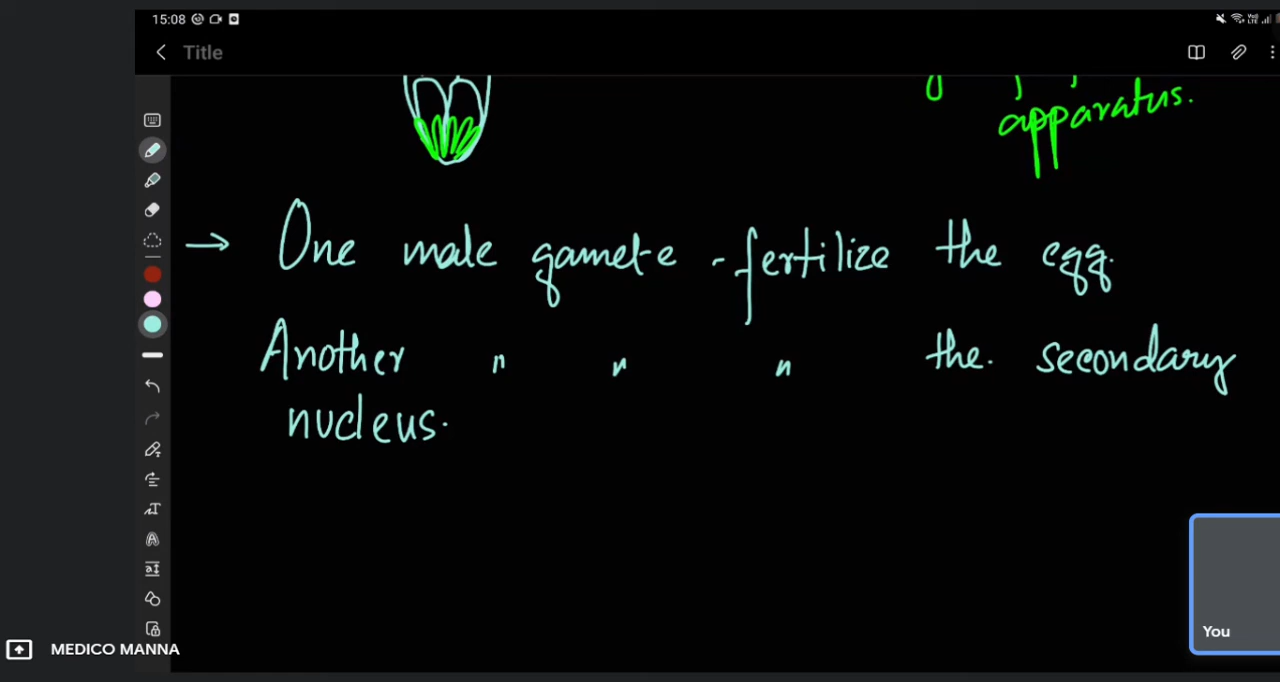 15:08
Title
apparatus.
→ One male gamete - fertilize the egg.
Another " " " the. secondary
nucleus.
You
MEDICO MANNA